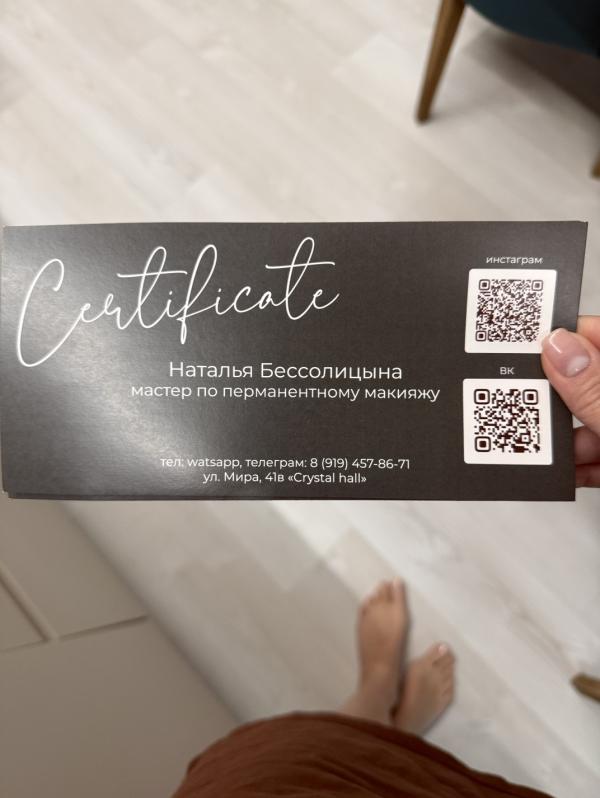 Certificate
инстаграм
Наталья Бессолицына
мастер по перманентному макияжу
вк
тел: watsapp, телеграм: 8 (919) 457-86-71
ул. Мира, 41в «Crystal hall»